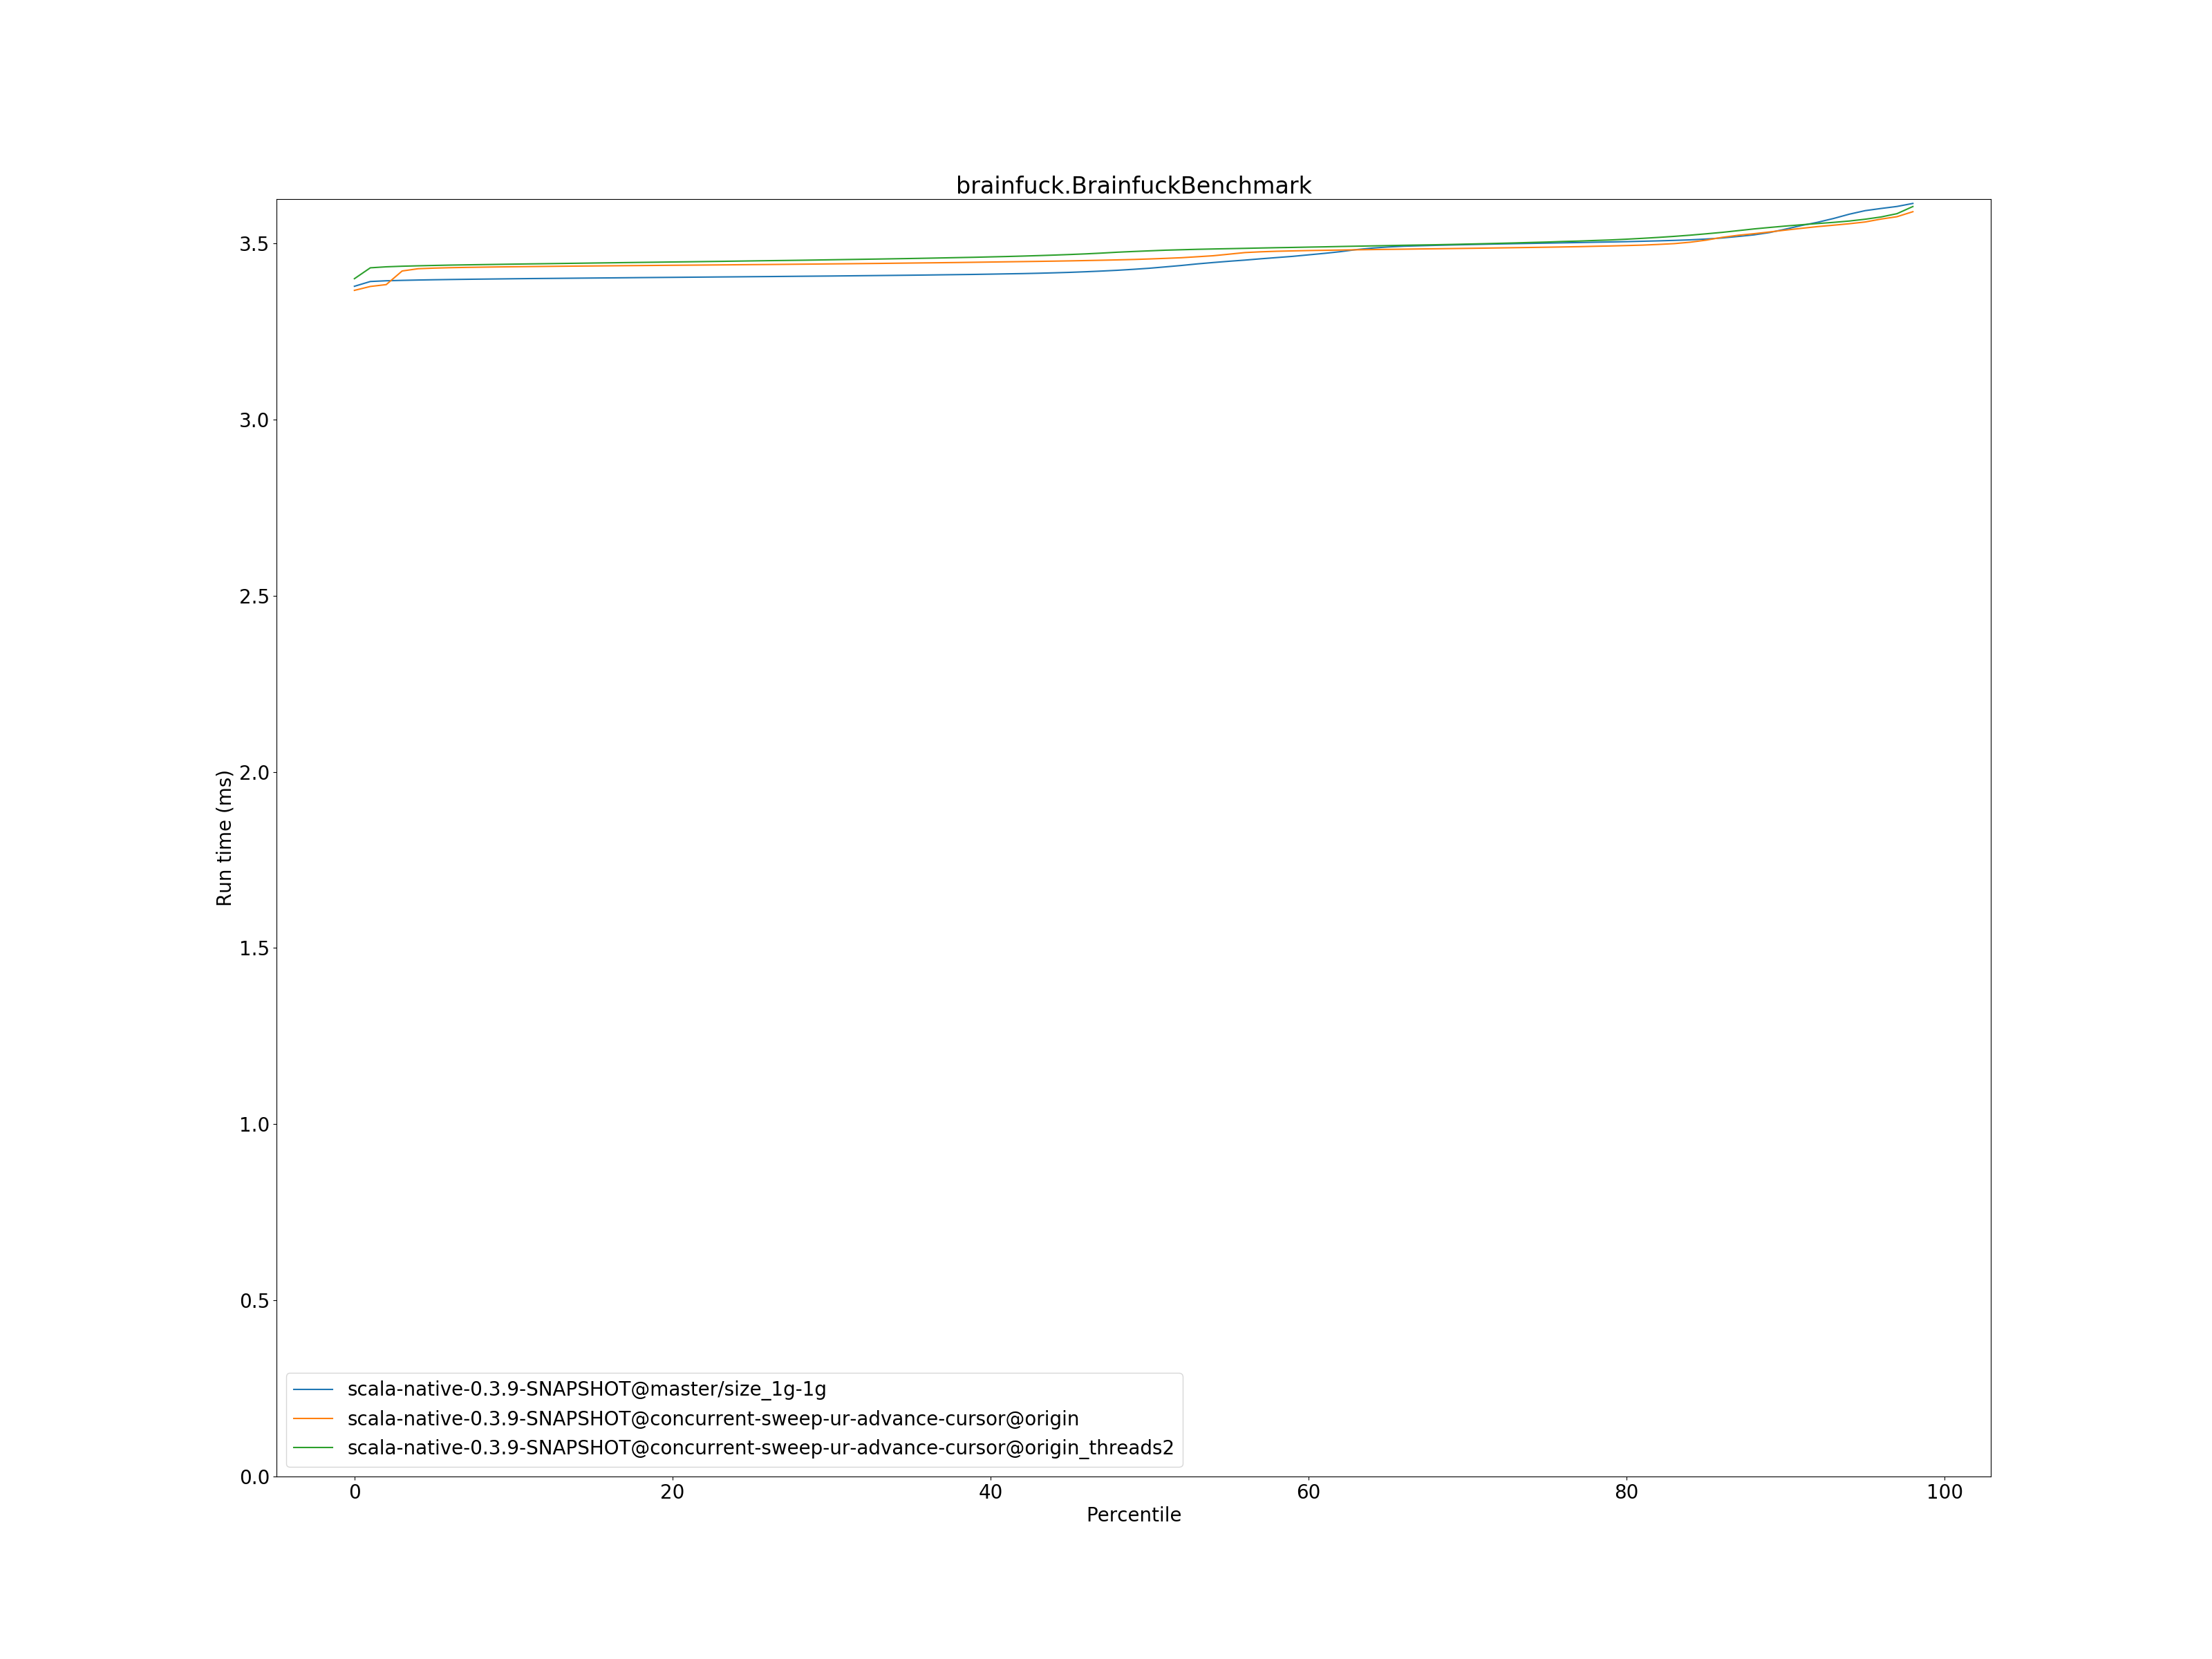 brainfuck.BrainfuckBenchmark
Run time (ms)
3.5
3.0
2.5
2.0
1.5
1.0
0.5
0.0
scala-native-0.3.9-SNAPSHOT@master/size_1g-1g
scala-native-0.3.9-SNAPSHOT@concurrent-sweep-ur-advance-cursor@origin
scala-native-0.3.9-SNAPSHOT@concurrent-sweep-ur-advance-cursor@origin_threads2
0 20 40 60 80 100
Percentile